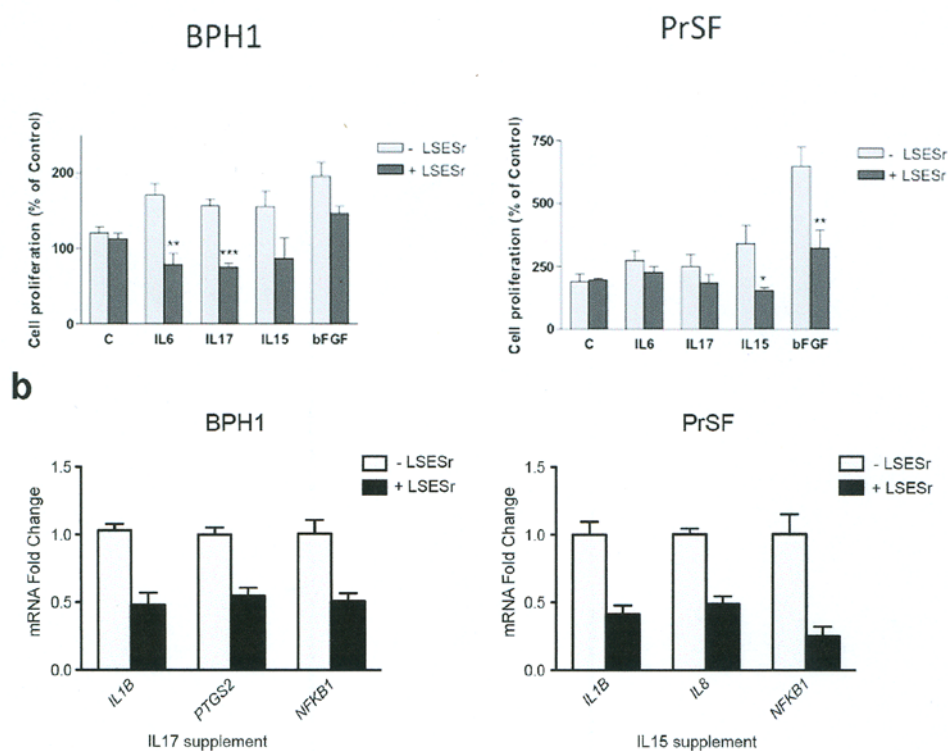 BPH1
PrSF
Cell proliferation (% of Control)
200
100
0
- LSESr
+ LSESr
**
***
C IL6 IL17 IL15 bFGF
Cell proliferation (% of Control)
750
500
250
0
- LSESr
+ LSESr
*
**
C IL6 IL17 IL15 bFGF
b
BPH1
mRNA Fold Change
1.5
1.0
0.5
0.0
- LSESr
+ LSESr
IL1B PTGS2 NFKB1
IL17 supplement
PrSF
mRNA Fold Change
1.5
1.0
0.5
0.0
- LSESr
+ LSESr
IL1B IL8 NFKB1
IL15 supplement